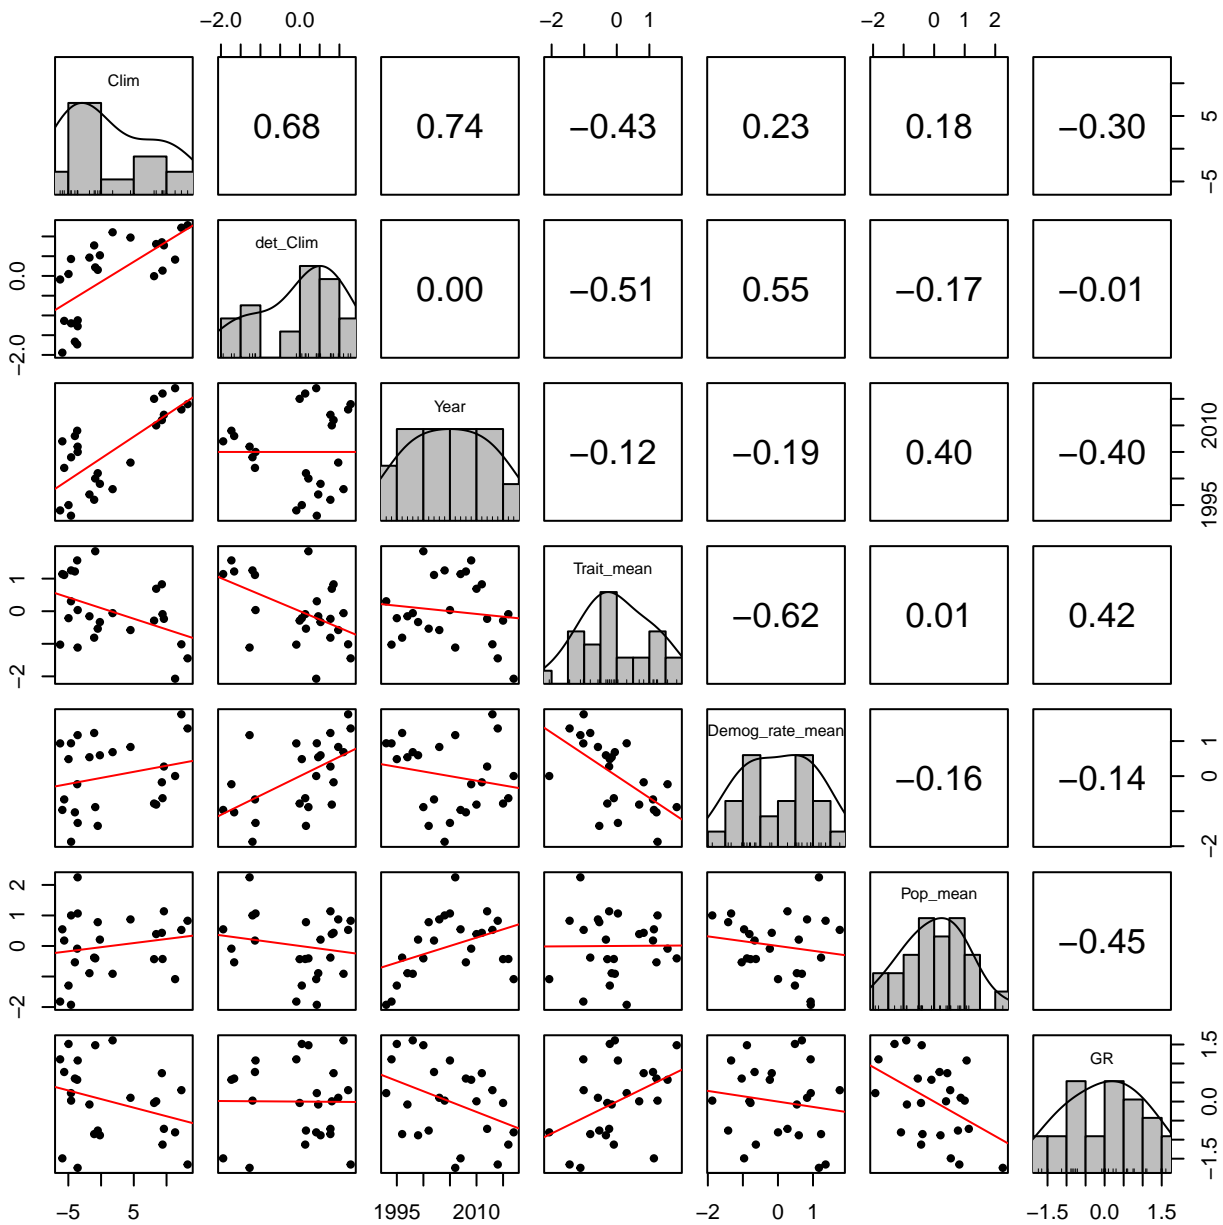 −2.0 0.0 −2 0 1 −2 0 1 2
Clim 0.68 0.74 −0.43 0.23 0.18 −0.30 −5 5
−2.0 0.0 det_Clim 0.00 −0.51 0.55 −0.17 −0.01
Year −0.12 −0.19 0.40 −0.40 1995 2010
−2 0 1 Trait_mean −0.62 0.01 0.42
Demog_rate_mean −0.16 −0.14 −2 0 1
−2 0 1 2 Pop_mean −0.45
GR −1.5 0.0 1.5
−5 5 1995 2010 −2 0 1 −1.5 0.0 1.5